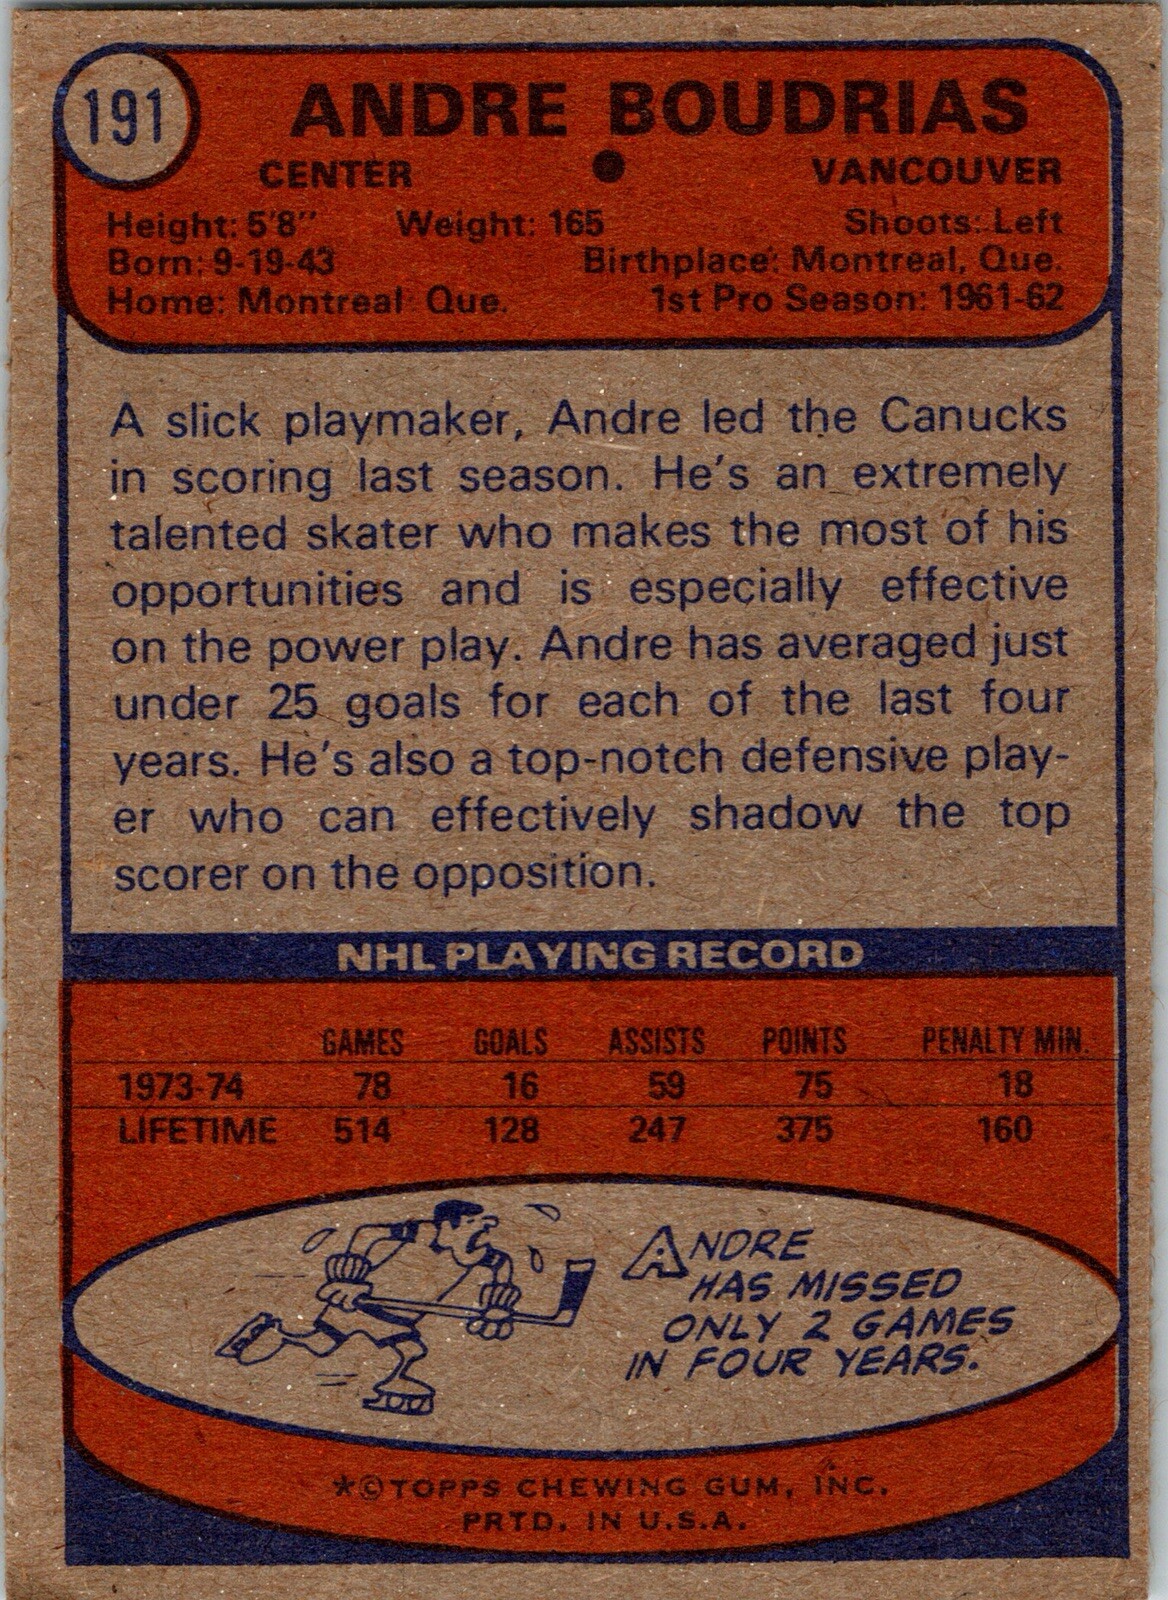 191
ANDRE BOUDRIAS
CENTER ● VANCOUVER
Height: 5'8" Weight: 165 Shoots: Left
Born: 9-19-43 Birthplace: Montreal, Que.
Home: Montreal Que. 1st Pro Season: 1961-62
A slick playmaker, Andre led the Canucks
in scoring last season. He's an extremely
talented skater who makes the most of his
opportunities and is especially effective
on the power play. Andre has averaged just
under 25 goals for each of the last four
years. He's also a top-notch defensive play-
er who can effectively shadow the top
scorer on the opposition.
NHL PLAYING RECORD
GAMES GOALS ASSISTS POINTS PENALTY MIN.
1973-74 78 16 59 75 18
LIFETIME 514 128 247 375 160
ANDRE
HAS MISSED
ONLY 2 GAMES
IN FOUR YEARS.
*©TOPPS CHEWING GUM, INC.
PRTD. IN U.S.A.